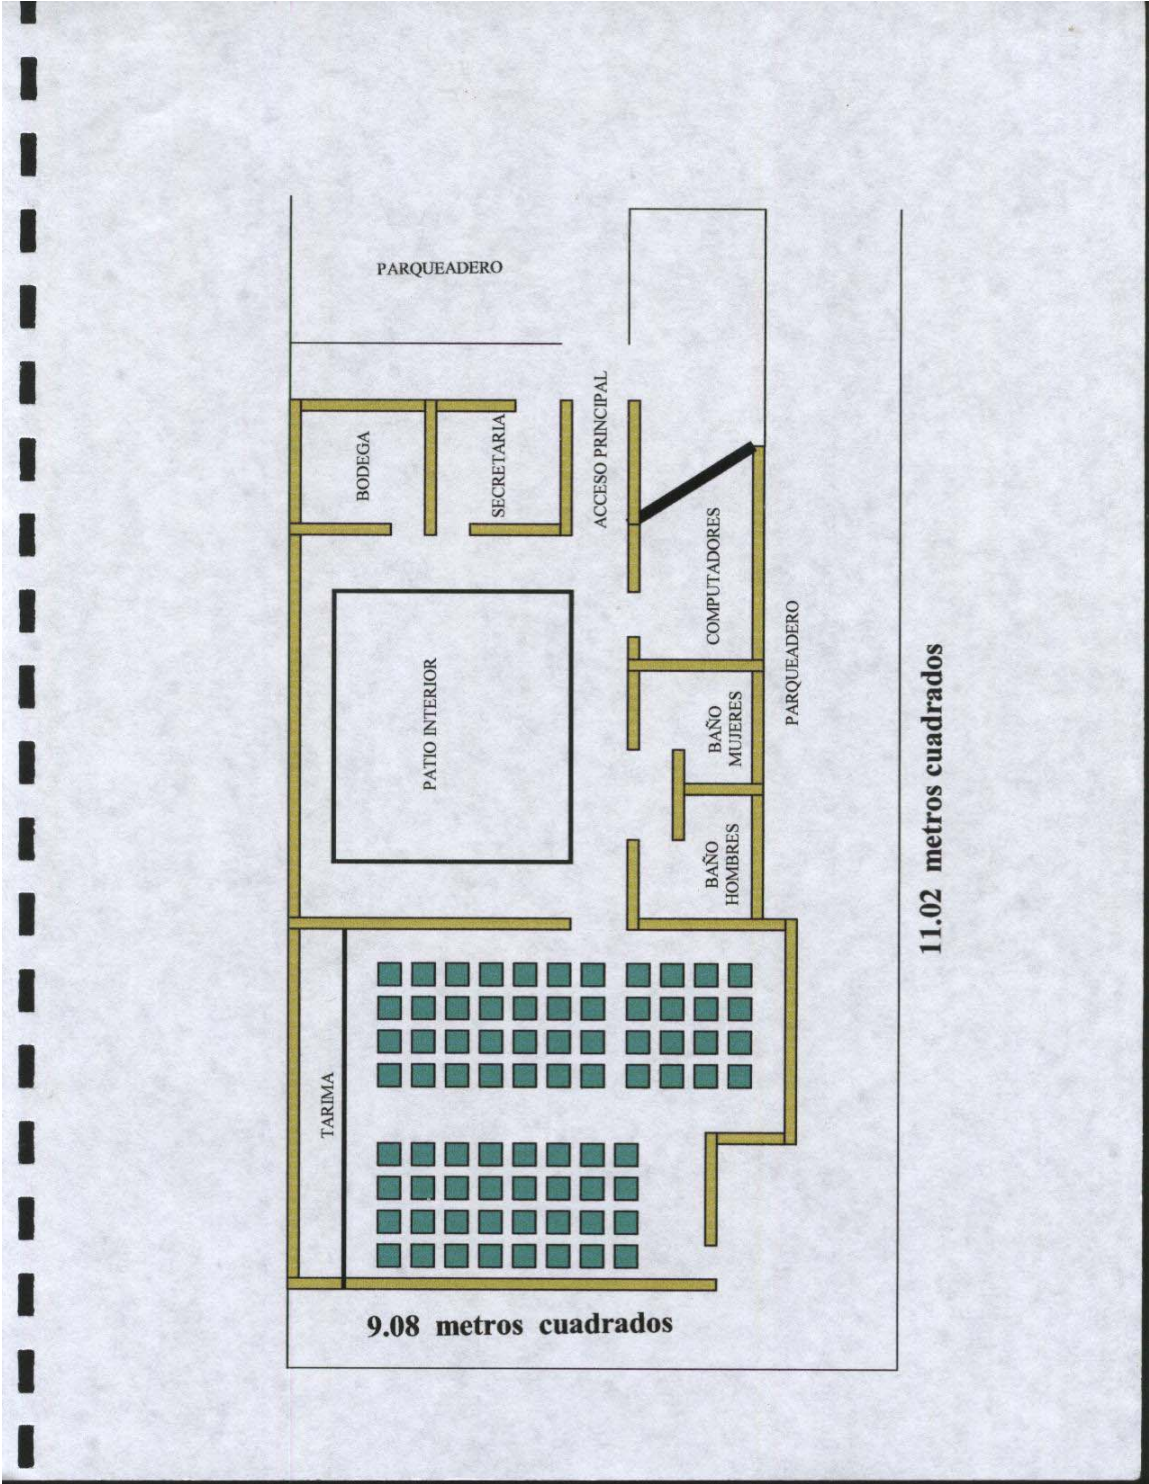 PARQUEADERO
BODEGA
SECRETARIA
ACCESO PRINCIPAL
COMPUTADORES
PATIO INTERIOR
BAÑO
MUJERES
PARQUEADERO
BAÑO
HOMBRES
11.02 metros cuadrados
TARIMA
9.08 metros cuadrados